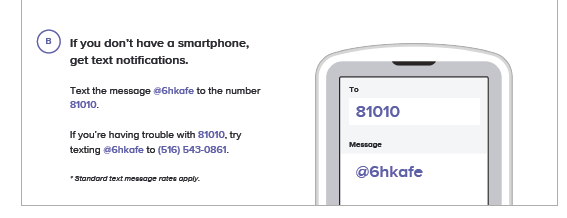 B
If you don't have a smartphone,
get text notifications.
Text the message @6hkafe to the number
81010.
If you're having trouble with 81010, try
texting @6hkafe to (516) 543-0861.
* Standard text message rates apply.
To
81010
Message
@6hkafe